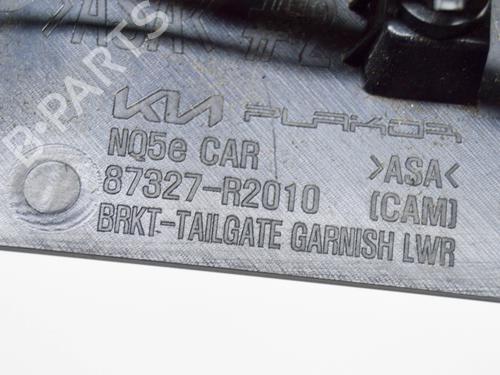 B-PARTS
KIA PLAKOR
NQ5e CAR >ASA<
87327-R2010 (CAM)
BRKT-TAILGATE GARNISH LWR